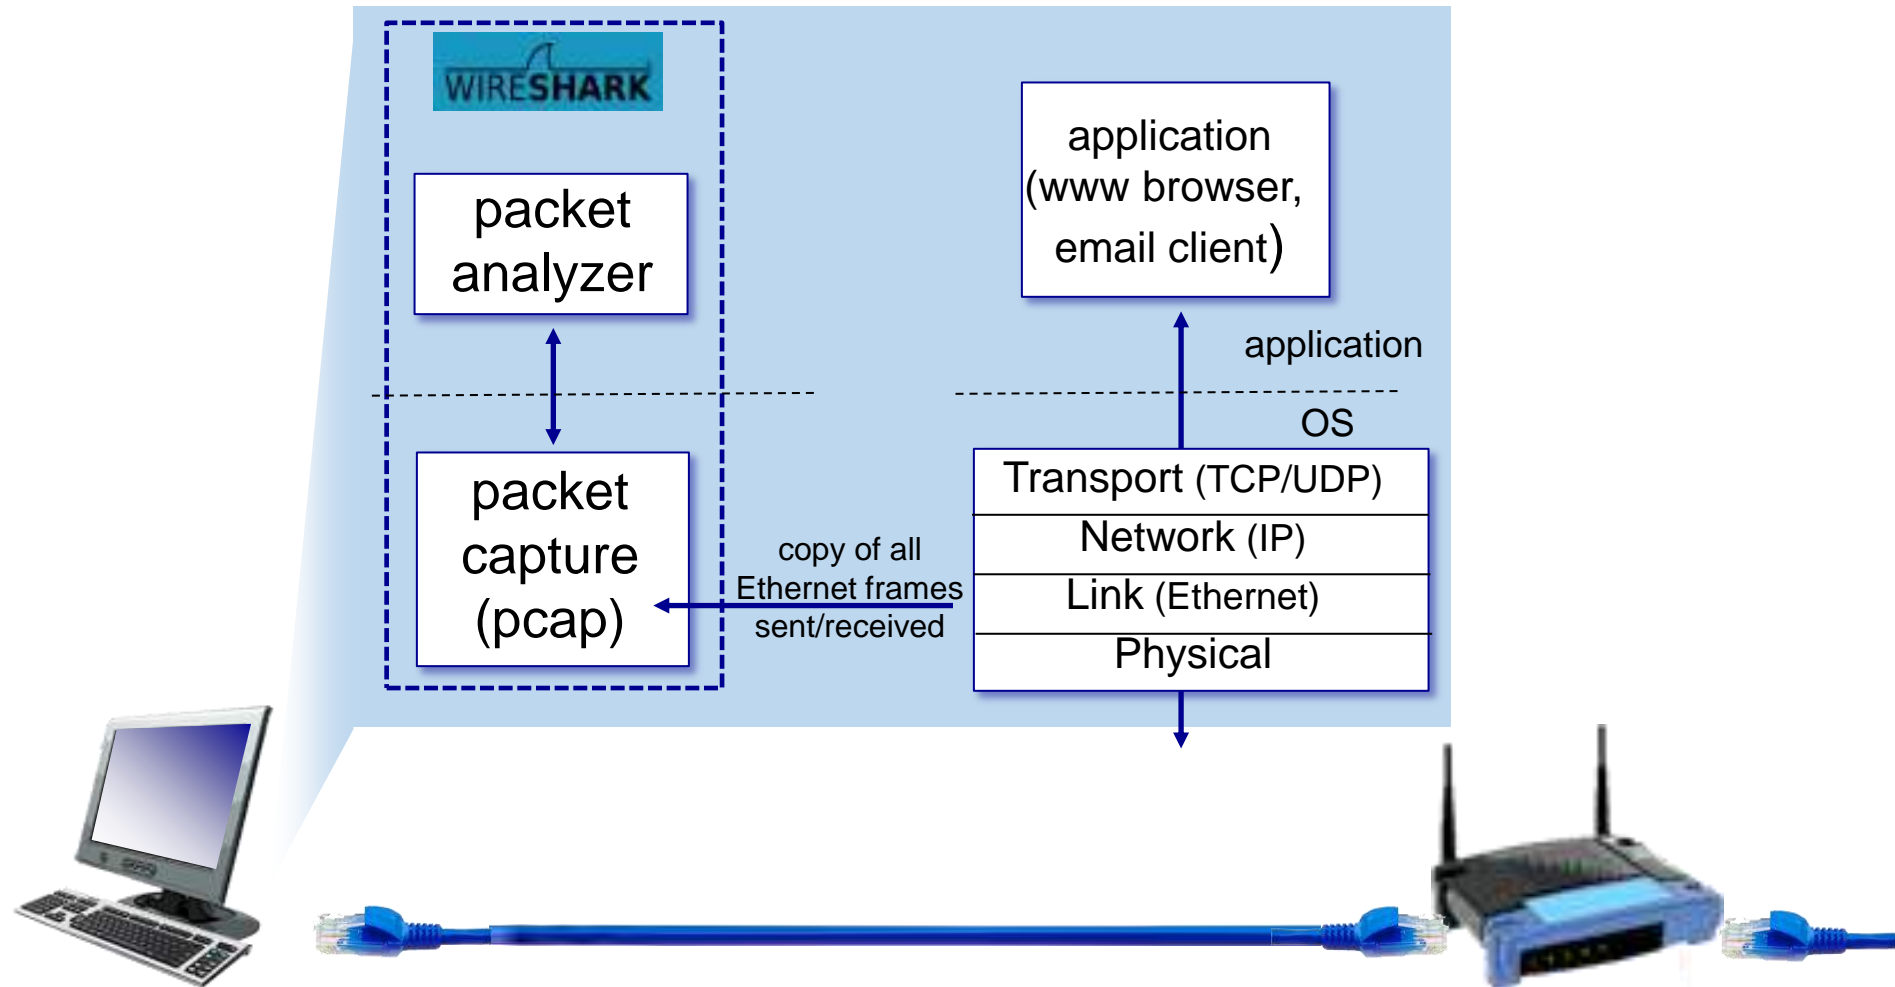 WIRESHARK
packet
analyzer
packet
capture
(pcap)
copy of all
Ethernet frames
sent/received
application
(www browser,
email client)
application
OS
Transport (TCP/UDP)
Network (IP)
Link (Ethernet)
Physical